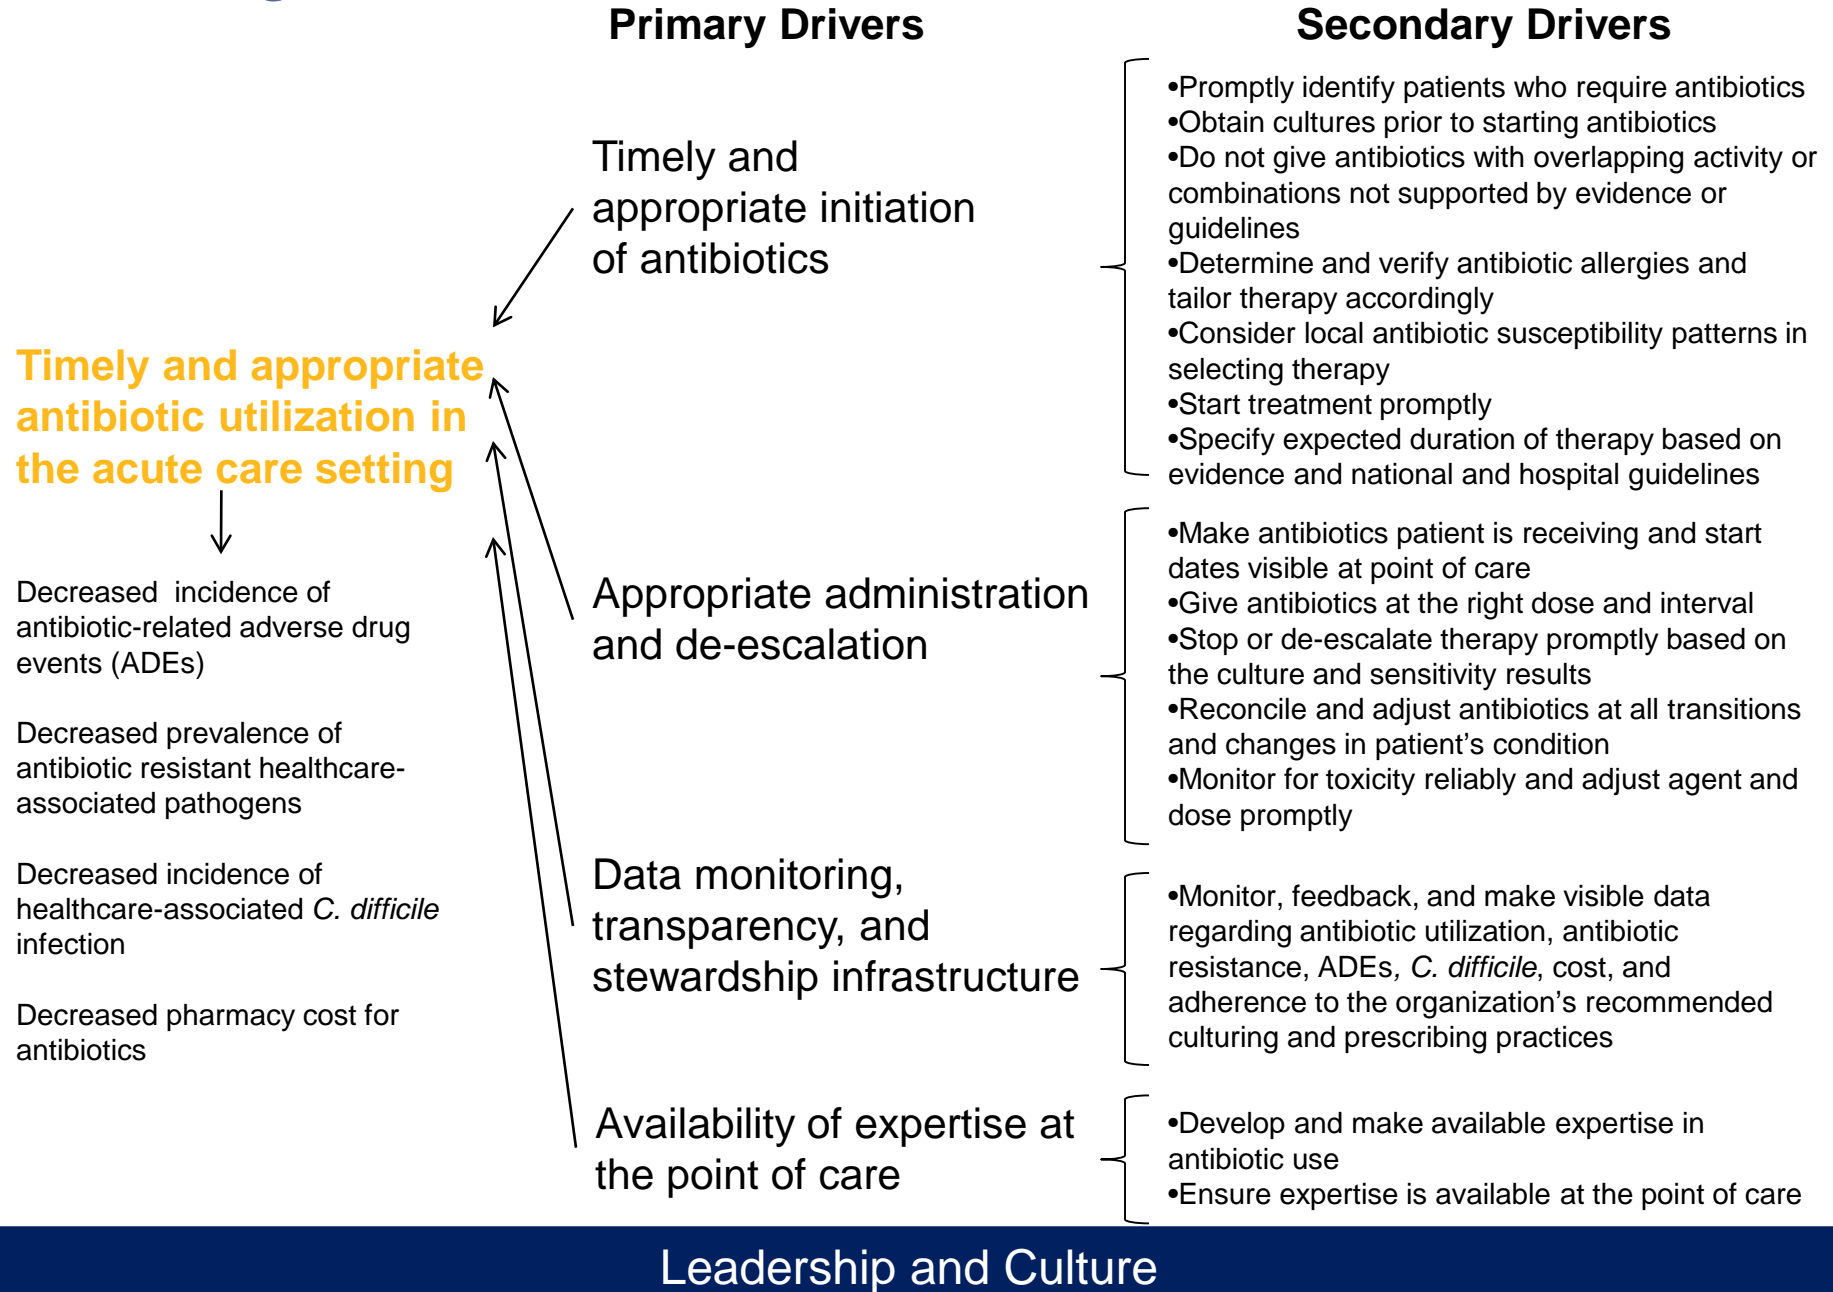 Primary Drivers
Secondary Drivers
Timely and appropriate
antibiotic utilization in
the acute care setting
Decreased  incidence of
antibiotic-related adverse drug
events (ADEs)
Decreased prevalence of
antibiotic resistant healthcare-
associated pathogens
Decreased incidence of
healthcare-associated C. difficile
infection
Decreased pharmacy cost for
antibiotics
Timely and
appropriate initiation
of antibiotics
•Promptly identify patients who require antibiotics
•Obtain cultures prior to starting antibiotics
•Do not give antibiotics with overlapping activity or
combinations not supported by evidence or
guidelines
•Determine and verify antibiotic allergies and
tailor therapy accordingly
•Consider local antibiotic susceptibility patterns in
selecting therapy
•Start treatment promptly
•Specify expected duration of therapy based on
evidence and national and hospital guidelines
Appropriate administration
and de-escalation
•Make antibiotics patient is receiving and start
dates visible at point of care
•Give antibiotics at the right dose and interval
•Stop or de-escalate therapy promptly based on
the culture and sensitivity results
•Reconcile and adjust antibiotics at all transitions
and changes in patient’s condition
•Monitor for toxicity reliably and adjust agent and
dose promptly
Data monitoring,
transparency, and
stewardship infrastructure
•Monitor, feedback, and make visible data
regarding antibiotic utilization, antibiotic
resistance, ADEs, C. difficile, cost, and
adherence to the organization’s recommended
culturing and prescribing practices
Availability of expertise at
the point of care
•Develop and make available expertise in
antibiotic use
•Ensure expertise is available at the point of care
Leadership and Culture